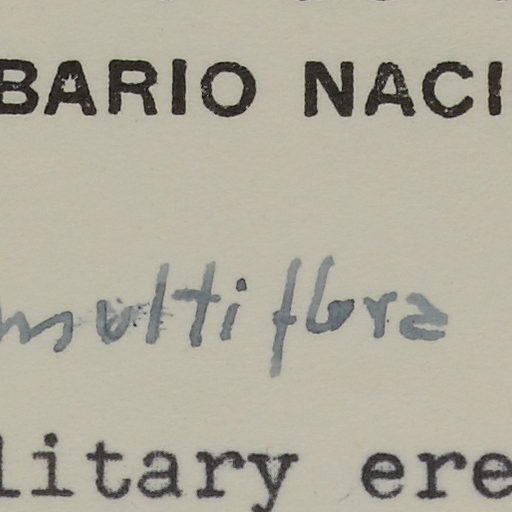 BARIO NACI
multiflora
litary ere